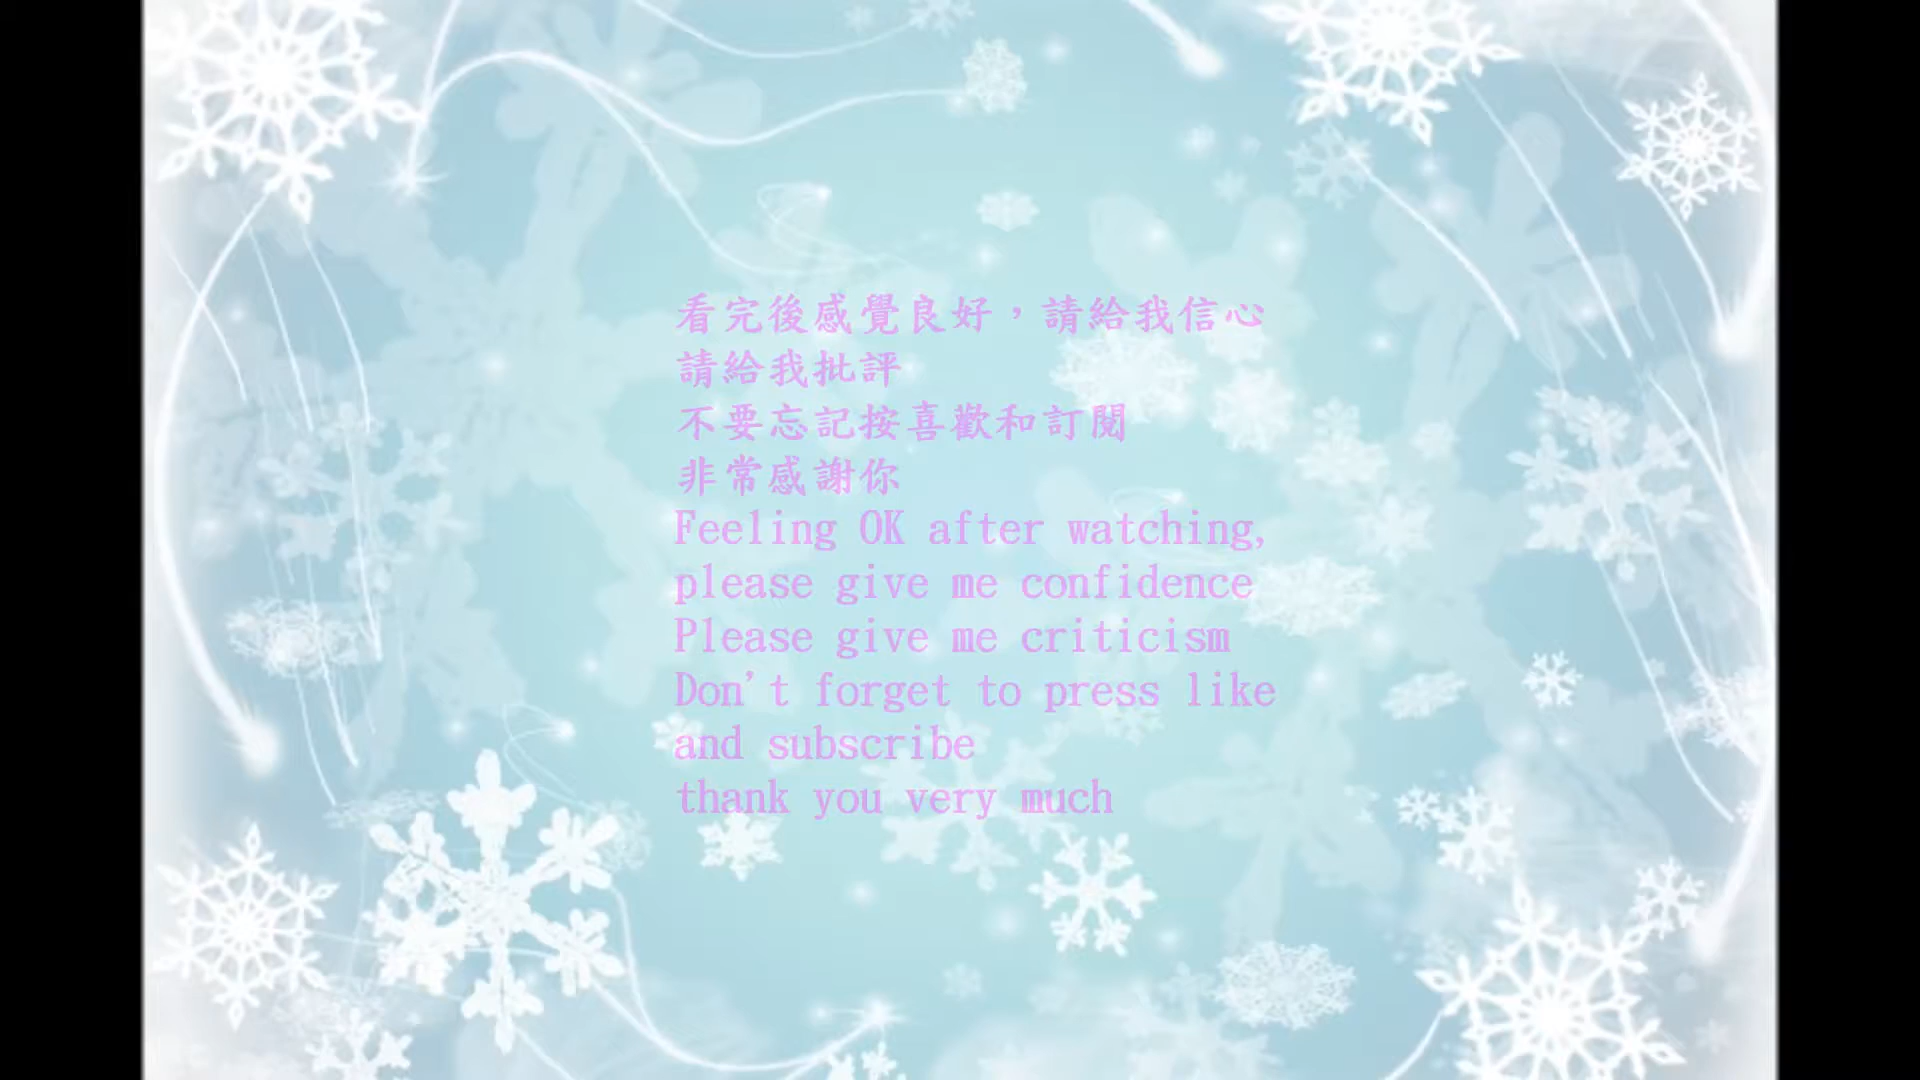 看完後感覺良好，請給我信心
請給我批評
不要忘記按喜歡和訂閱
非常感謝你
Feeling OK after watching,
please give me confidence
Please give me criticism
Don't forget to press like
and subscribe
thank you very much